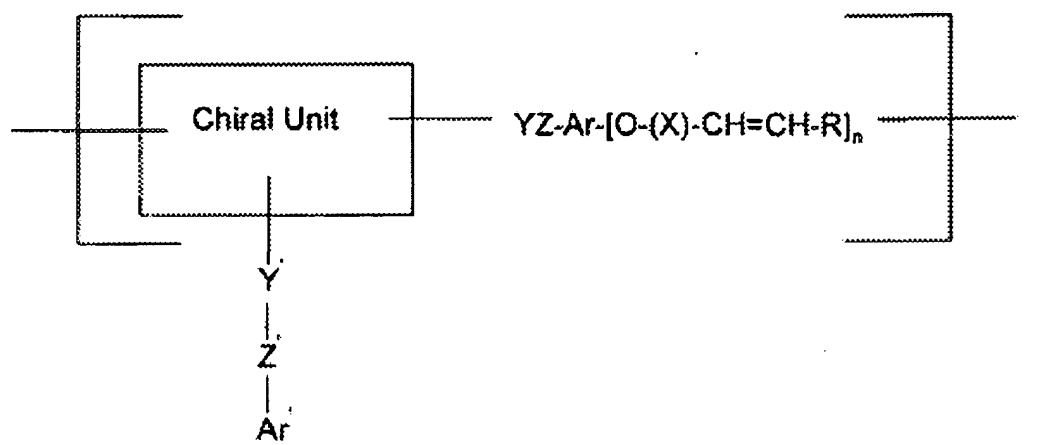 Chiral Unit
YZ-Ar-[O-(X)-CH=CH-R]n
Y'
Z'
Ar'